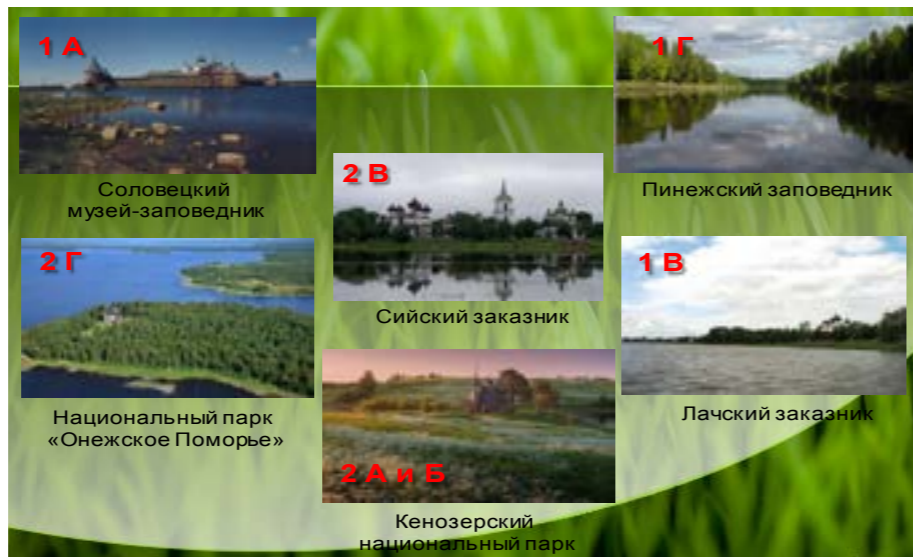 1 А
Соловецкий
музей-заповедник
2 В
Сийский заказник
1 Г
Пинежский заповедник
2 Г
Национальный парк
«Онежское Поморье»
2 А и Б
Кенозерский
национальный парк
1 В
Лачский заказник